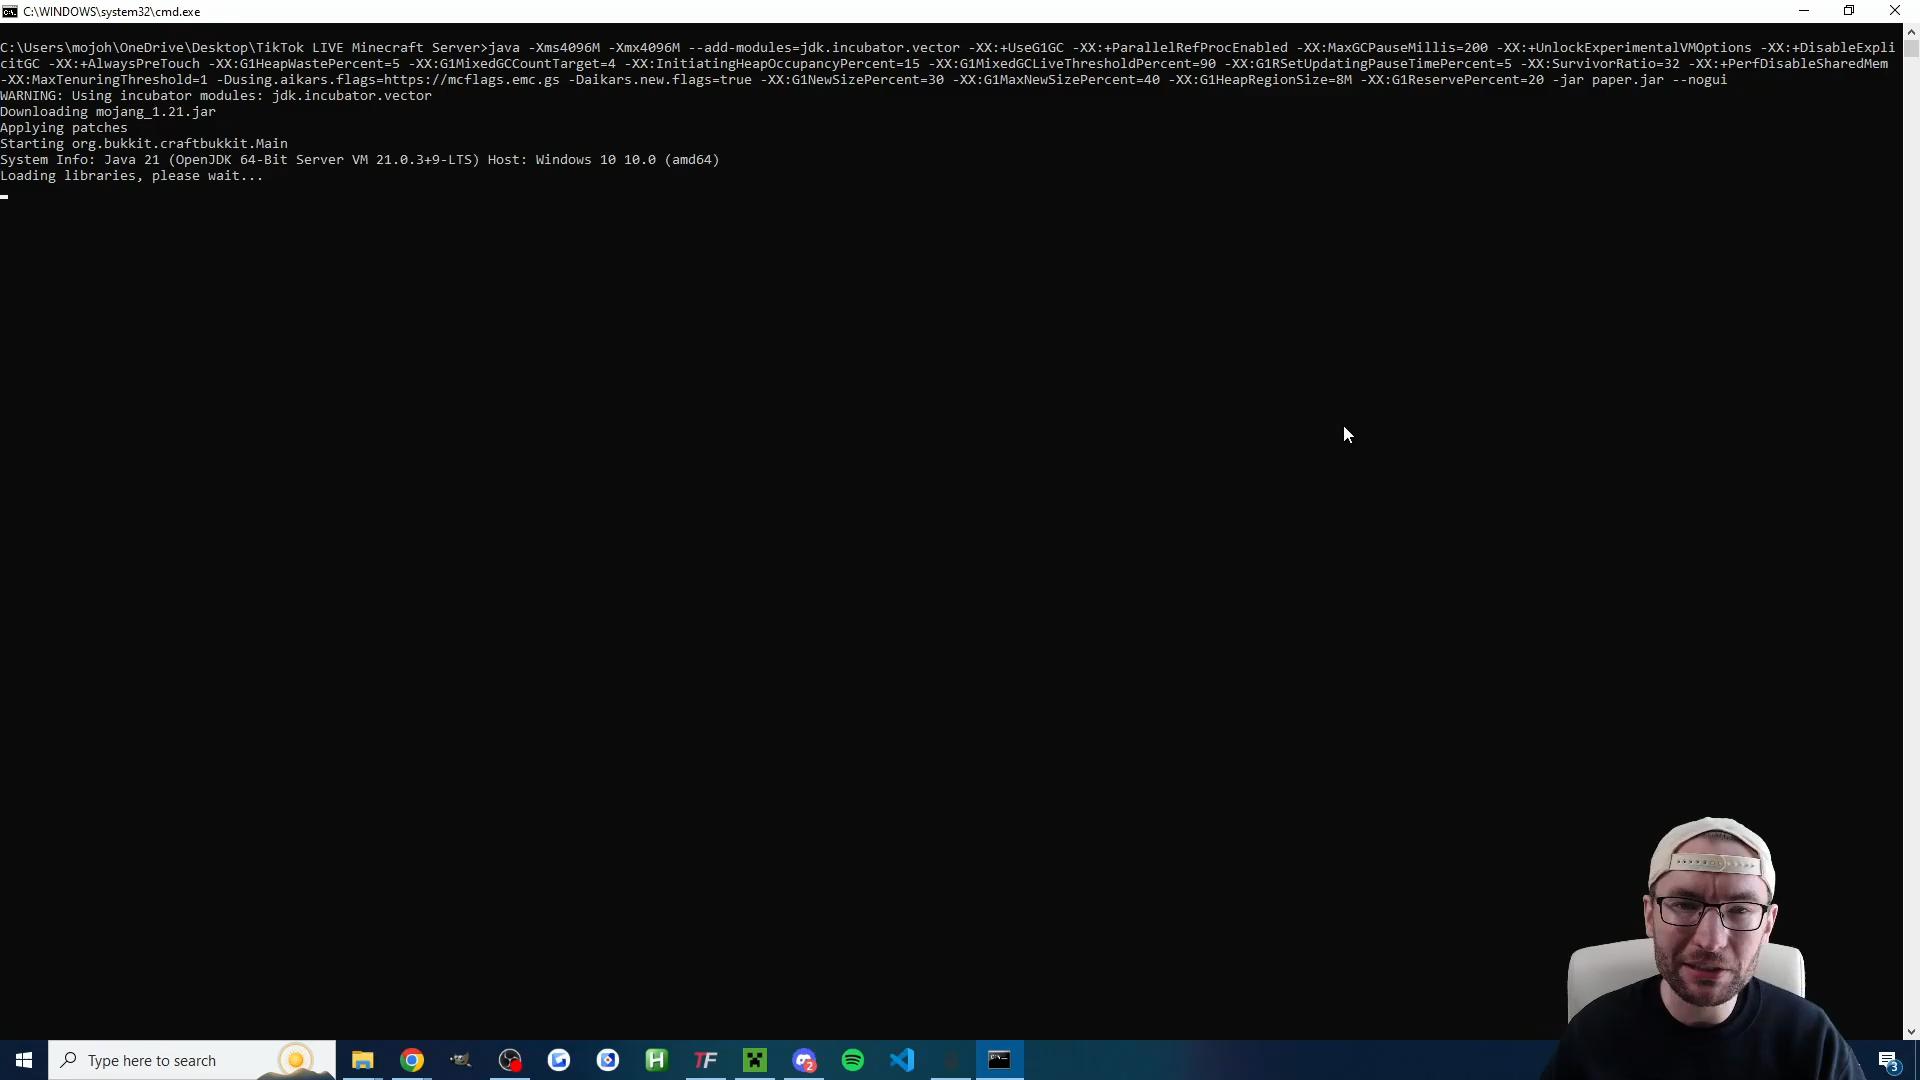 C:\WINDOWS\system32\cmd.exe
C:\Users\mojoh\OneDrive\Desktop\TikTok LIVE Minecraft Server>java -Xms4096M -Xmx4096M --add-modules=jdk.incubator.vector -XX:+UseG1GC -XX:+ParallelRefProcEnabled -XX:MaxGCPauseMillis=200 -XX:+UnlockExperimentalVMOptions -XX:+DisableExpli
citGC -XX:+AlwaysPreTouch -XX:G1HeapWastePercent=5 -XX:G1MixedGCCountTarget=4 -XX:InitiatingHeapOccupancyPercent=15 -XX:G1MixedGCLiveThresholdPercent=90 -XX:G1RSetUpdatingPauseTimePercent=5 -XX:SurvivorRatio=32 -XX:+PerfDisableSharedMem
-XX:MaxTenuringThreshold=1 -Dusing.aikars.flags=https://mcflags.emc.gs -Daikars.new.flags=true -XX:G1NewSizePercent=30 -XX:G1MaxNewSizePercent=40 -XX:G1HeapRegionSize=8M -XX:G1ReservePercent=20 -jar paper.jar --nogui
WARNING: Using incubator modules: jdk.incubator.vector
Downloading mojang_1.21.jar
Applying patches
Starting org.bukkit.craftbukkit.Main
System Info: Java 21 (OpenJDK 64-Bit Server VM 21.0.3+9-LTS) Host: Windows 10 10.0 (amd64)
Loading libraries, please wait...
Type here to search
H
TF
2
3